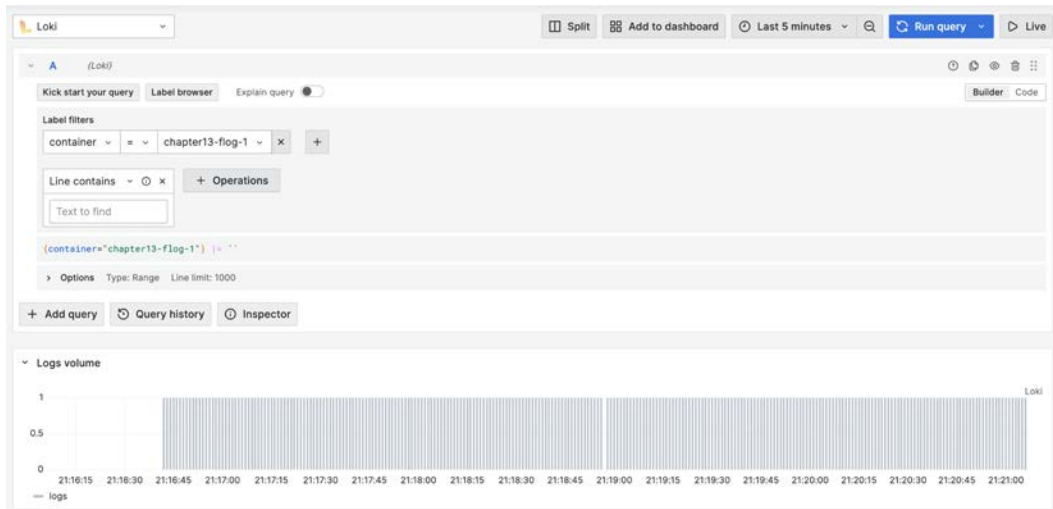 Loki Split Add to dashboard Last 5 minutes Run query Live
A (Loki)
Kick start your query Label browser Explain query Builder Code
Label filters
container = chapter13-flog-1 × +
Line contains × + Operations
Text to find
{container="chapter13-flog-1"} |= ``
> Options Type: Range Line limit: 1000
+ Add query Query history Inspector
Logs volume
Loki
1
0.5
0
21:16:15 21:16:30 21:16:45 21:17:00 21:17:15 21:17:30 21:17:45 21:18:00 21:18:15 21:18:30 21:18:45 21:19:00 21:19:15 21:19:30 21:19:45 21:20:00 21:20:15 21:20:30 21:20:45 21:21:00
logs